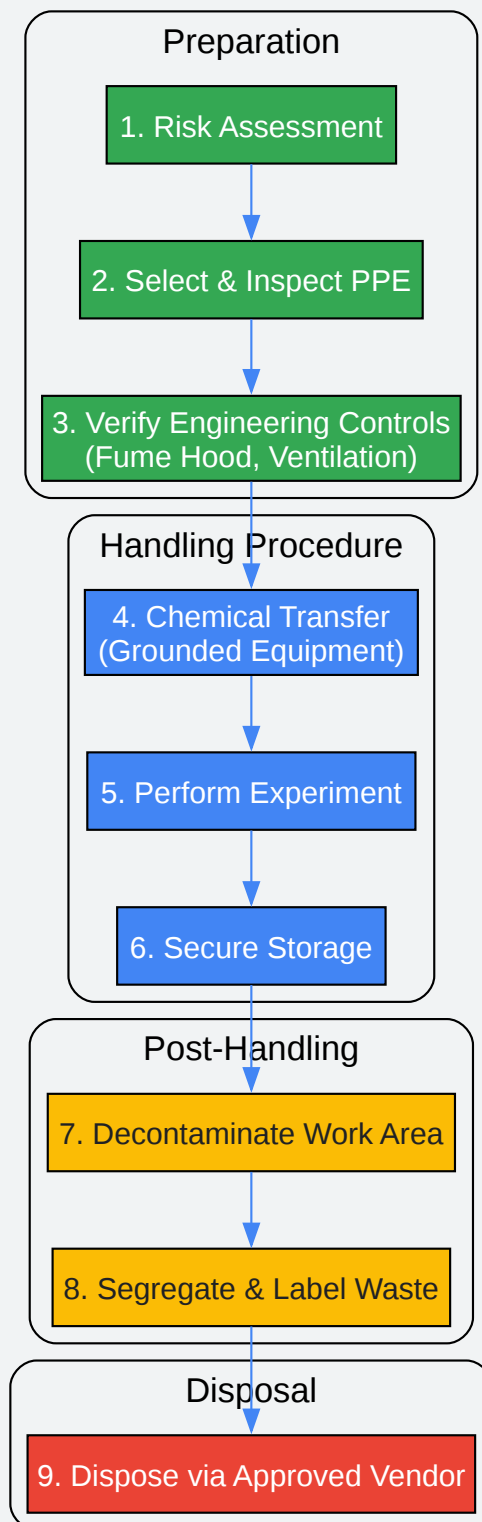 Preparation
1. Risk Assessment
2. Select & Inspect PPE
3. Verify Engineering Controls
(Fume Hood, Ventilation)
Handling Procedure
4. Chemical Transfer
(Grounded Equipment)
5. Perform Experiment
6. Secure Storage
Post-Handling
7. Decontaminate Work Area
8. Segregate & Label Waste
Disposal
9. Dispose via Approved Vendor